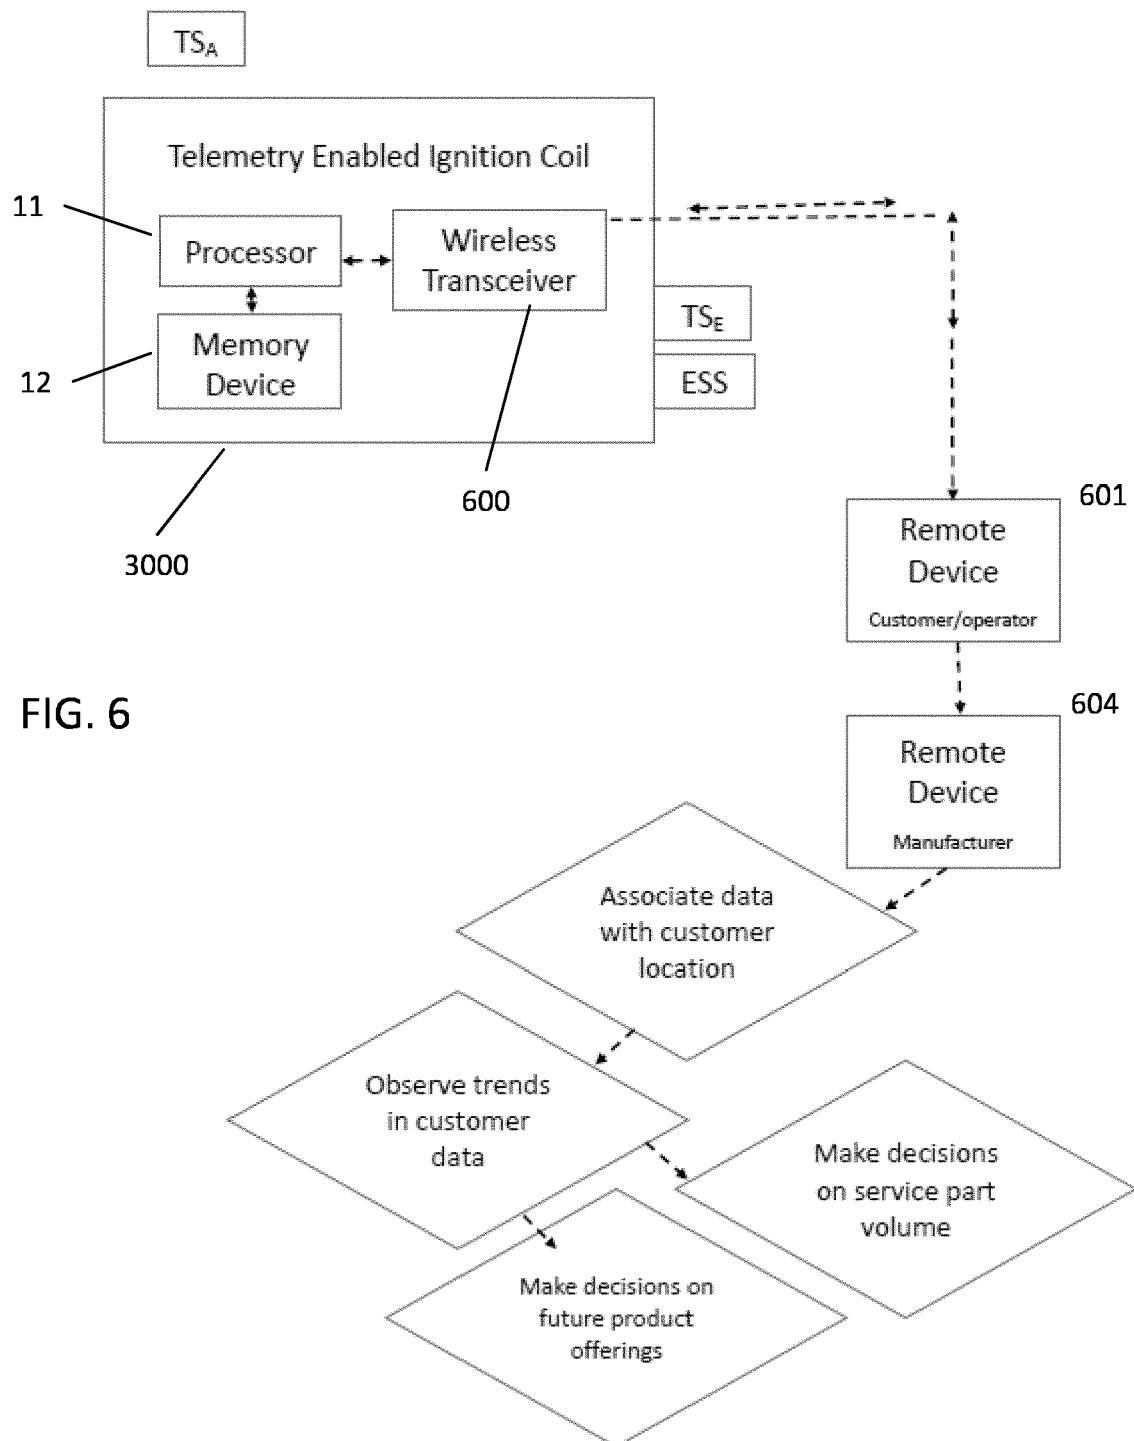 TSA
Telemetry Enabled Ignition Coil
11
Processor
Wireless
Transceiver
TSE
12
Memory
Device
ESS
600
3000
601
Remote
Device
Customer/operator
FIG. 6
604
Remote
Device
Manufacturer
Associate data
with customer
location
Observe trends
in customer
data
Make decisions
on service part
volume
Make decisions on
future product
offerings